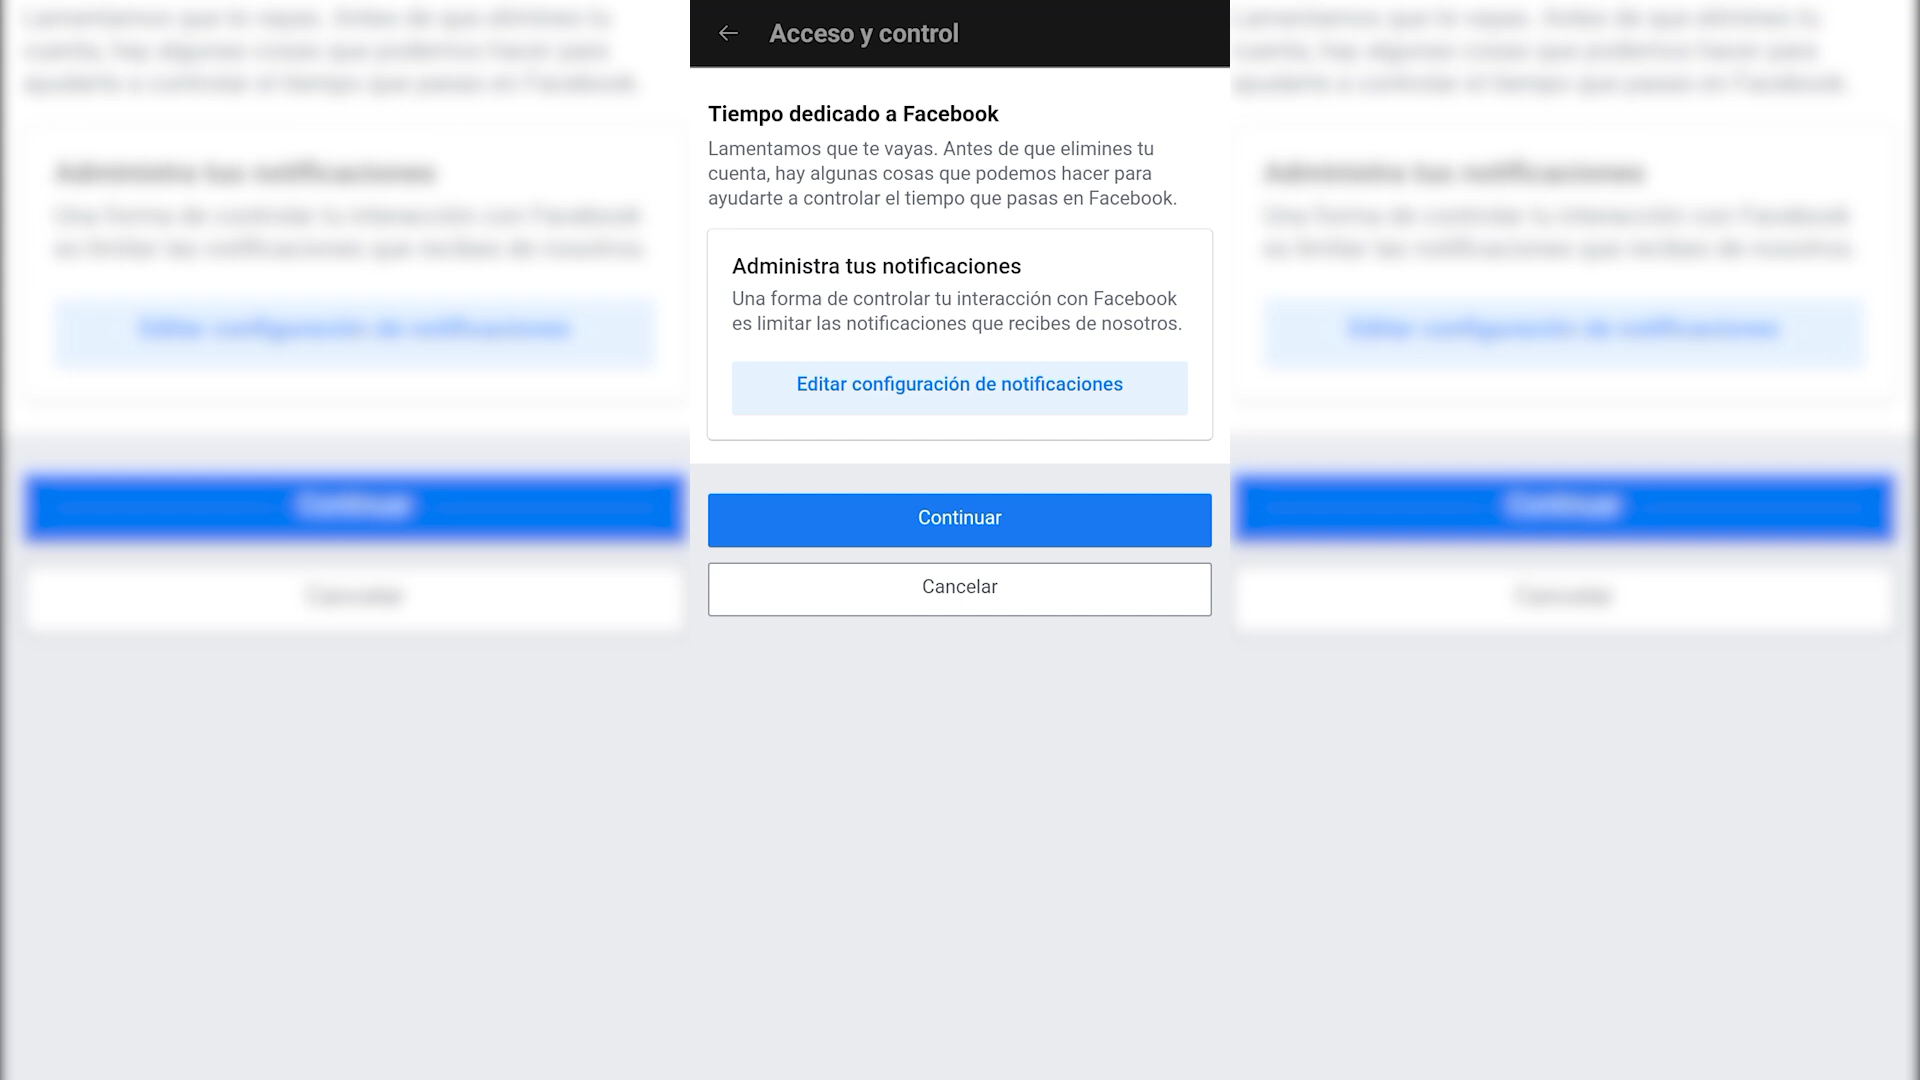 Acceso y control
Tiempo dedicado a Facebook
Lamentamos que te vayas. Antes de que elimines tu
cuenta, hay algunas cosas que podemos hacer para
ayudarte a controlar el tiempo que pasas en Facebook.
Administra tus notificaciones
Una forma de controlar tu interacción con Facebook
es limitar las notificaciones que recibes de nosotros.
Editar configuración de notificaciones
Continuar
Cancelar